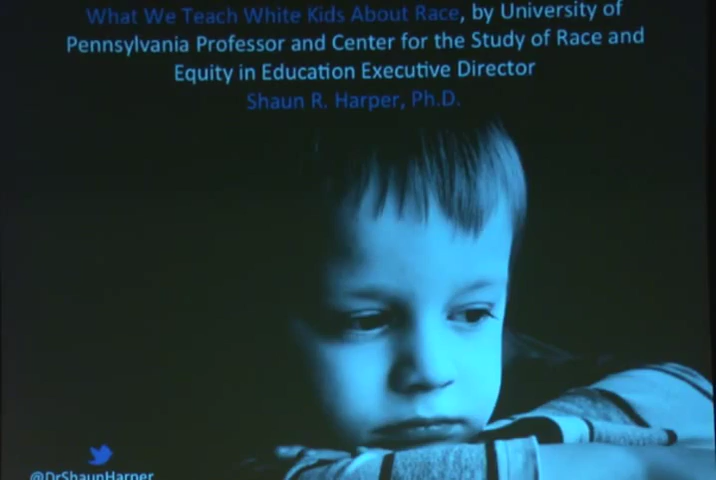 What We Teach White Kids About Race, by University of
Pennsylvania Professor and Center for the Study of Race and
Equity in Education Executive Director
Shaun R. Harper, Ph.D.
@DrShaunHarper